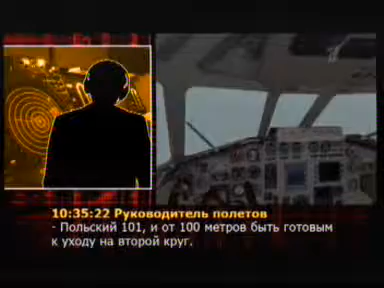 10:35:22 Руководитель полетов
- Польский 101, и от 100 метров быть готовым
к уходу на второй круг.